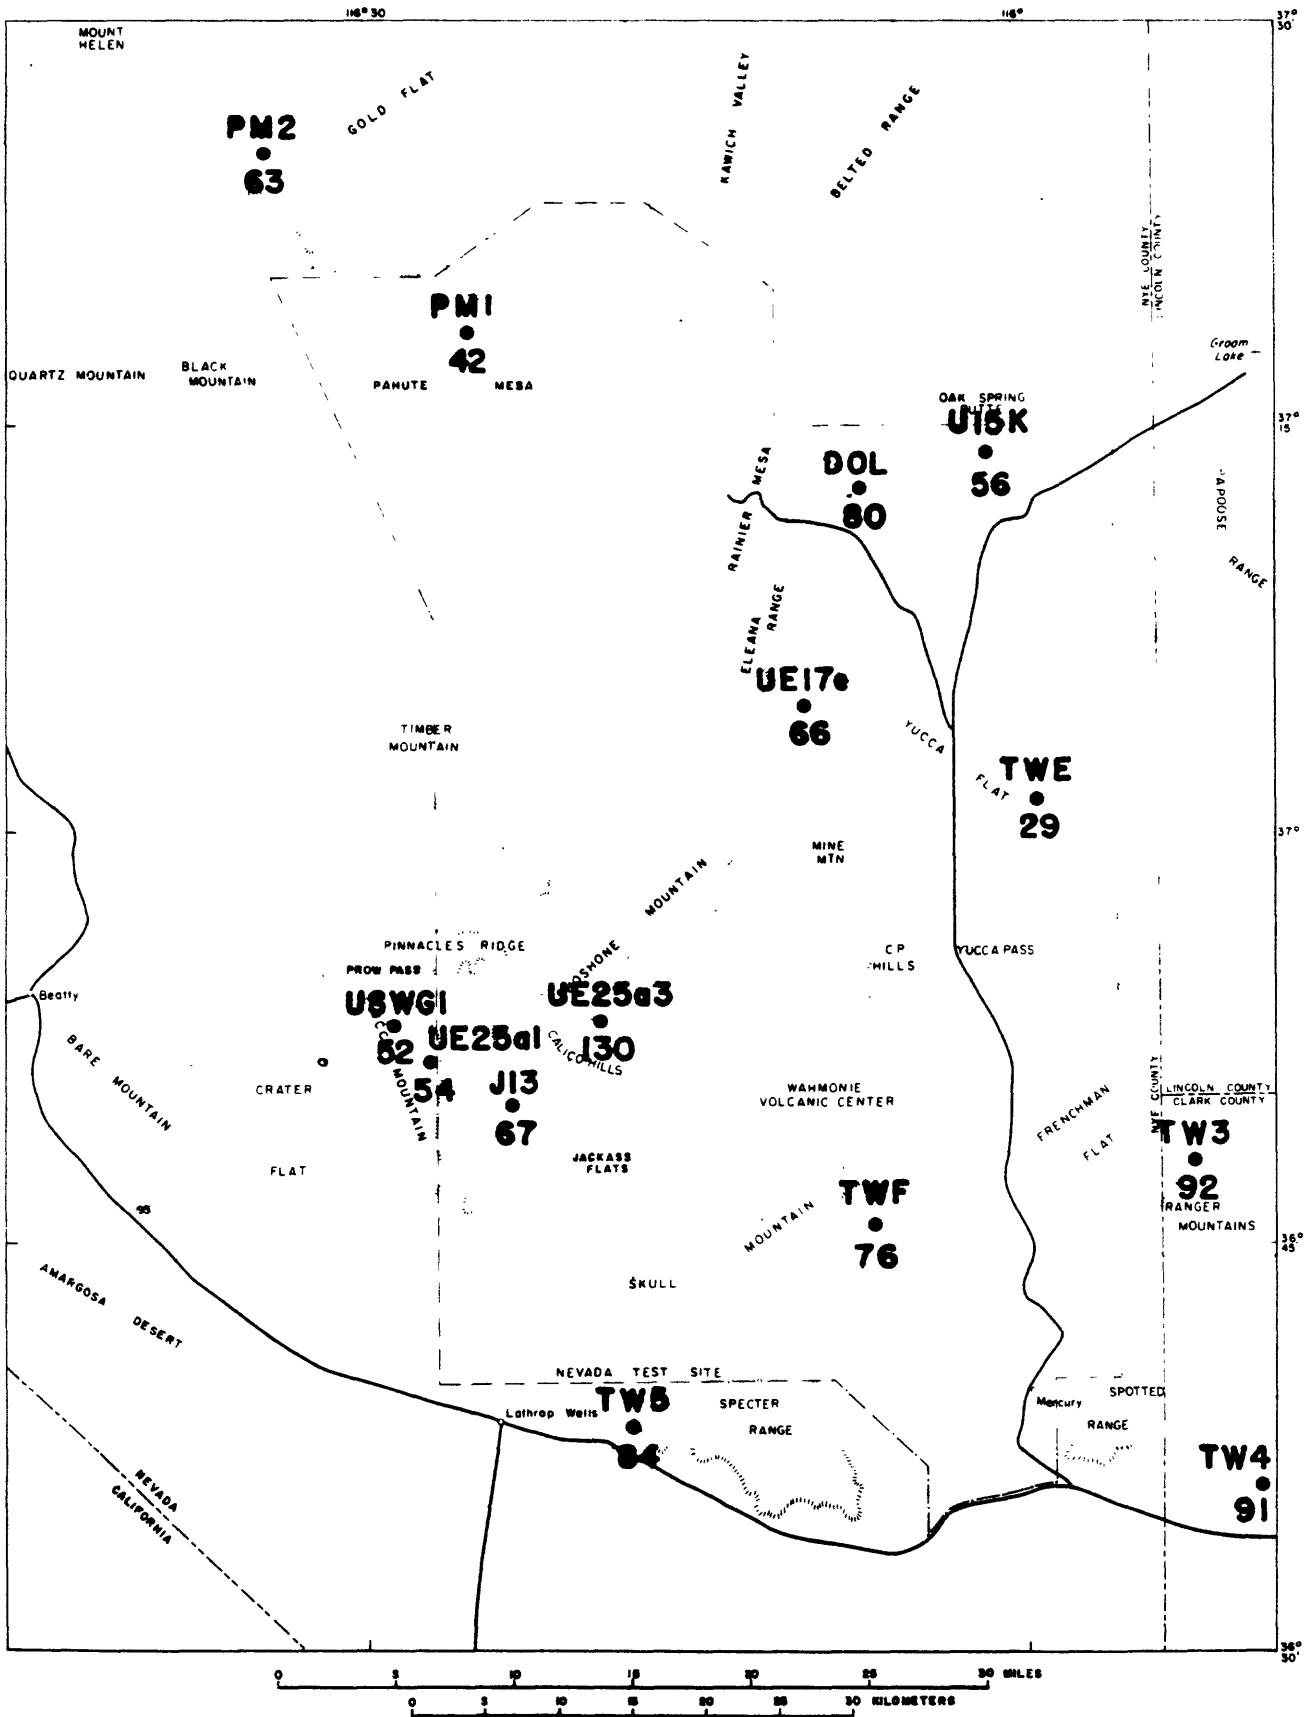 116° 30'
116°
37° 30'
MOUNT
HELEN
GOLD FLAT
KAWICH VALLEY
BELTED RANGE
PM2
63
NYE COUNTY
LINCOLN COUNTY
PM1
42
Groom
Lake
QUARTZ MOUNTAIN
BLACK
MOUNTAIN
PAHUTE MESA
OAK SPRING
BUTTE
U15K
56
37°
15'
DOL
80
RAINIER MESA
PAPOOSE RANGE
ELEANA RANGE
UE17e
66
TIMBER
MOUNTAIN
YUCCA FLAT
TWE
29
37°
MINE
MTN
SHOSHONE MOUNTAIN
PINNACLES RIDGE
PROW PASS
CP
HILLS
YUCCA PASS
Beatty
USWG1
52
UE25a3
130
UE25a1
54
CALICO HILLS
BARE MOUNTAIN
CRATER
FLAT
MOUNTAIN
J13
67
WAHMONIE
VOLCANIC CENTER
FRENCHMAN
FLAT
NYE COUNTY
LINCOLN COUNTY
CLARK COUNTY
TW3
92
JACKASS
FLATS
RANGER
MOUNTAINS
95
TWF
76
MOUNTAIN
SKULL
36°
45'
AMARGOSA
DESERT
NEVADA TEST SITE
Lathrop Wells
TW5
84
SPECTER
RANGE
Mercury
SPOTTED
RANGE
TW4
91
NEVADA
CALIFORNIA
36°
30'
0 5 10 15 20 25 30 MILES
0 5 10 15 20 25 30 KILOMETERS